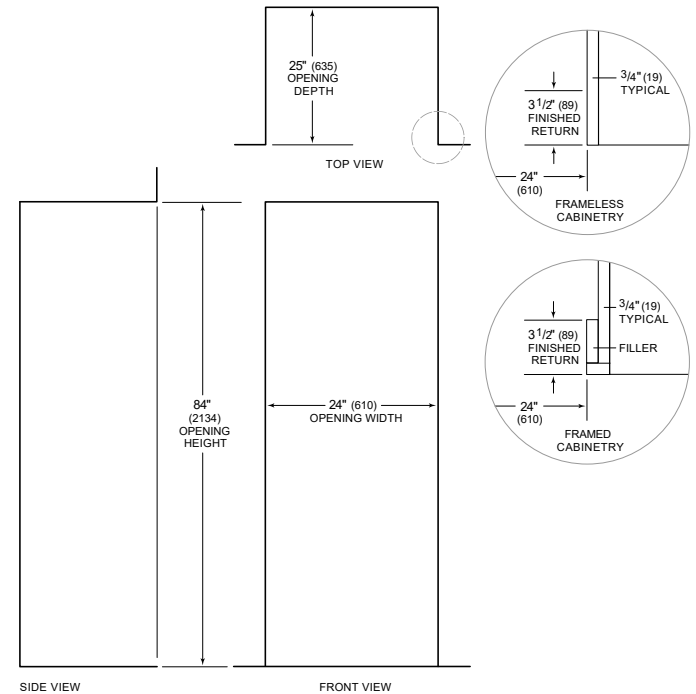 25" (635)
OPENING
DEPTH
TOP VIEW
3/4" (19)
TYPICAL
3 1/2" (89)
FINISHED
RETURN
24"
(610)
FRAMELESS
CABINETRY
3/4" (19)
TYPICAL
3 1/2" (89)
FINISHED
RETURN
FILLER
24"
(610)
FRAMED
CABINETRY
84"
(2134)
OPENING
HEIGHT
24" (610)
OPENING WIDTH
SIDE VIEW
FRONT VIEW